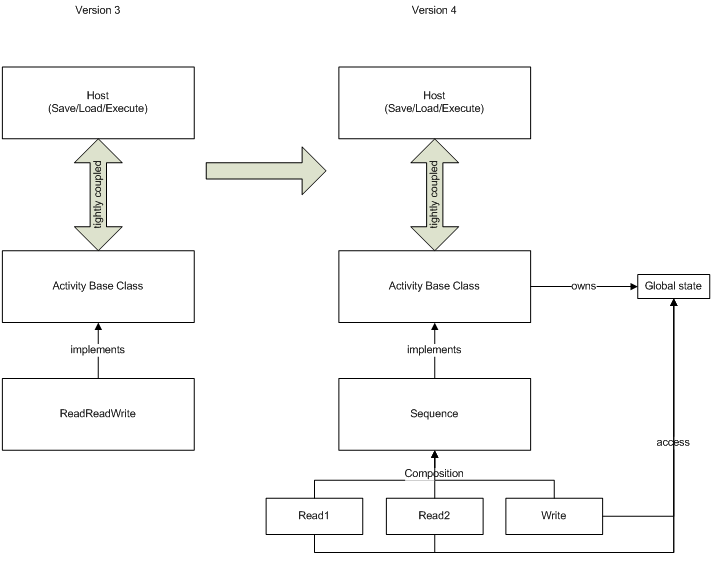 Version 3
Version 4
Host
(Save/Load/Execute)
Host
(Save/Load/Execute)
tightly coupled
tightly coupled
Activity Base Class
Activity Base Class
owns
Global state
implements
implements
ReadReadWrite
Sequence
access
Composition
Read1
Read2
Write